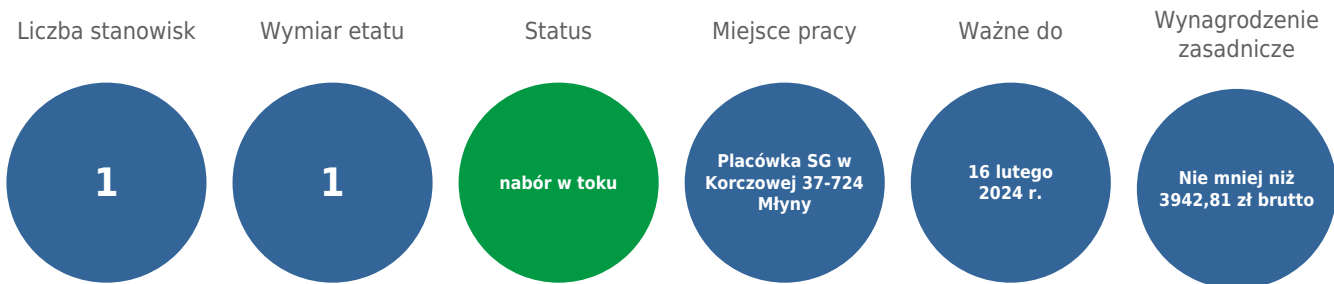 Liczba stanowisk
1
Wymiar etatu
1
Status
nabór w toku
Miejsce pracy
Placówka SG w
Korczowej 37-724
Młyny
Ważne do
16 lutego
2024 r.
Wynagrodzenie
zasadnicze
Nie mniej niż
3942,81 zł brutto